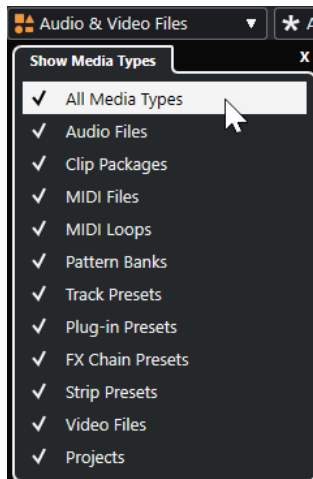 Audio & Video Files
Show Media Types
X
All Media Types
Audio Files
Clip Packages
MIDI Files
MIDI Loops
Pattern Banks
Track Presets
Plug-in Presets
FX Chain Presets
Strip Presets
Video Files
Projects